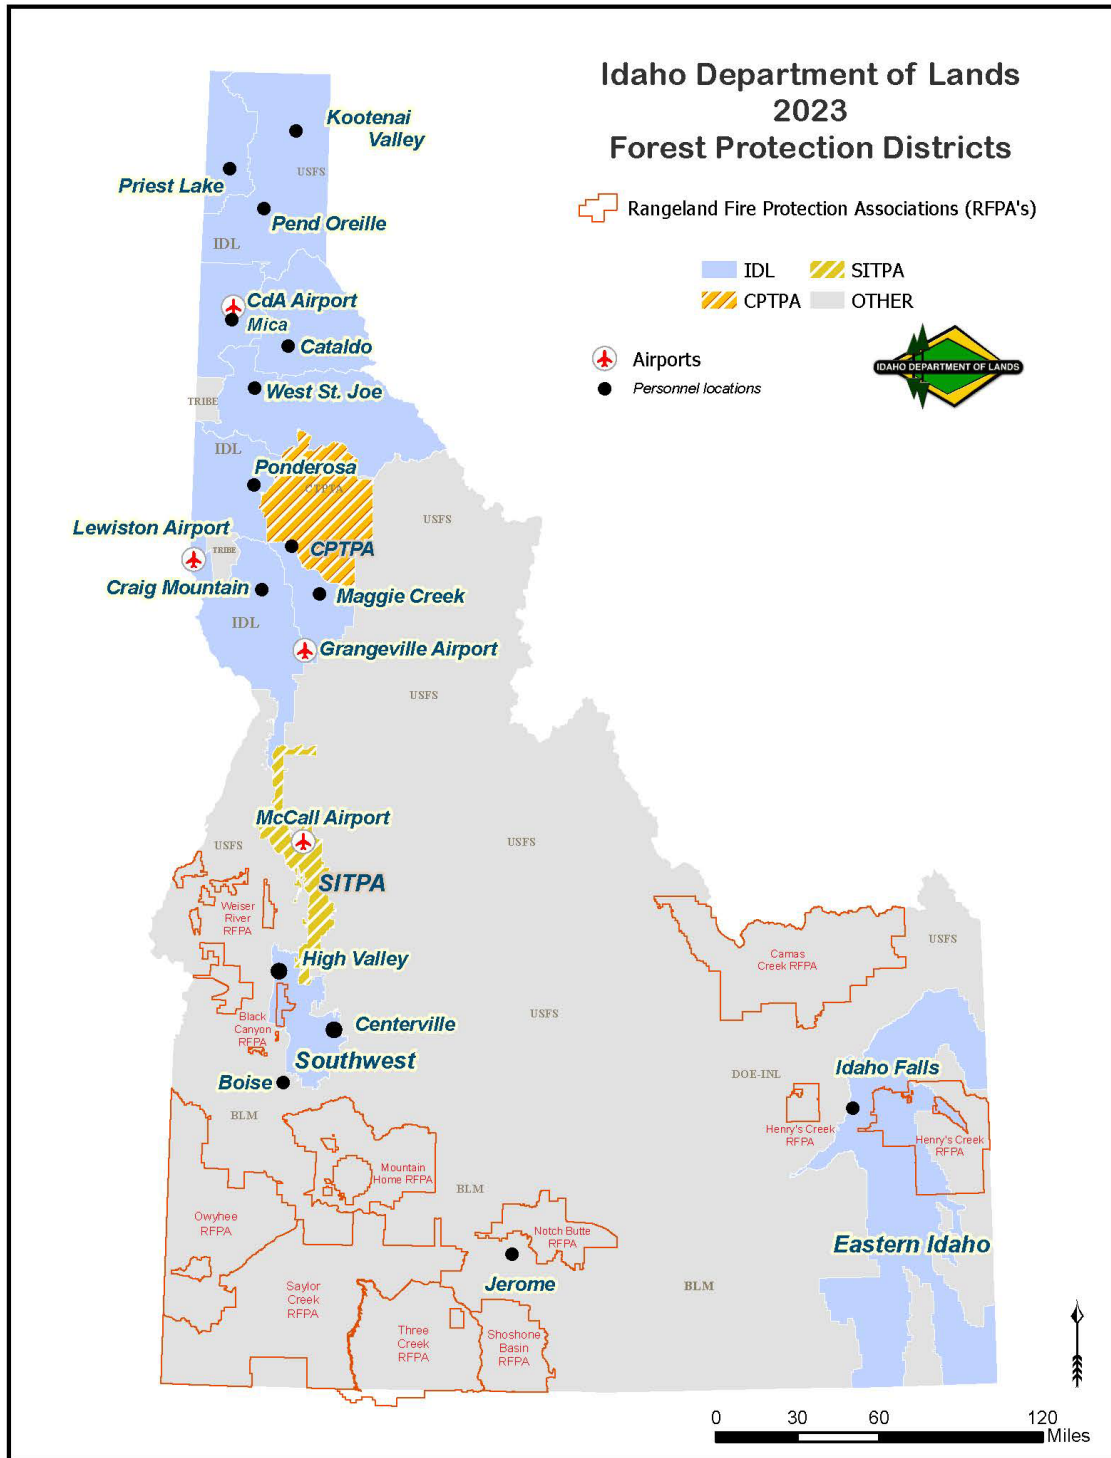 Idaho Department of Lands
2023
Forest Protection Districts
Rangeland Fire Protection Associations (RFPA's)
IDL
SITPA
CPTPA
OTHER
Airports
Personnel locations
IDAHO DEPARTMENT OF LANDS
Kootenai
Valley
USFS
Priest Lake
Pend Oreille
IDL
CdA Airport
Mica
Cataldo
West St. Joe
TRIBE
IDL
Ponderosa
CTPTA
USFS
Lewiston Airport
TRIBE
CPTPA
Craig Mountain
Maggie Creek
IDL
Grangeville Airport
USFS
McCall Airport
USFS
USFS
SITPA
Weiser
River
RFPA
Camas
Creek RFPA
USFS
High Valley
Black
Canyon
RFPA
USFS
Centerville
Southwest
Boise
DOE-INL
Idaho Falls
BLM
Henry's Creek
RFPA
Henry's Creek
RFPA
Mountain
Home RFPA
BLM
Owyhee
RFPA
Notch Butte
RFPA
Eastern Idaho
Jerome
BLM
Saylor
Creek
RFPA
Three
Creek
RFPA
Shoshone
Basin
RFPA
0 30 60 120
Miles